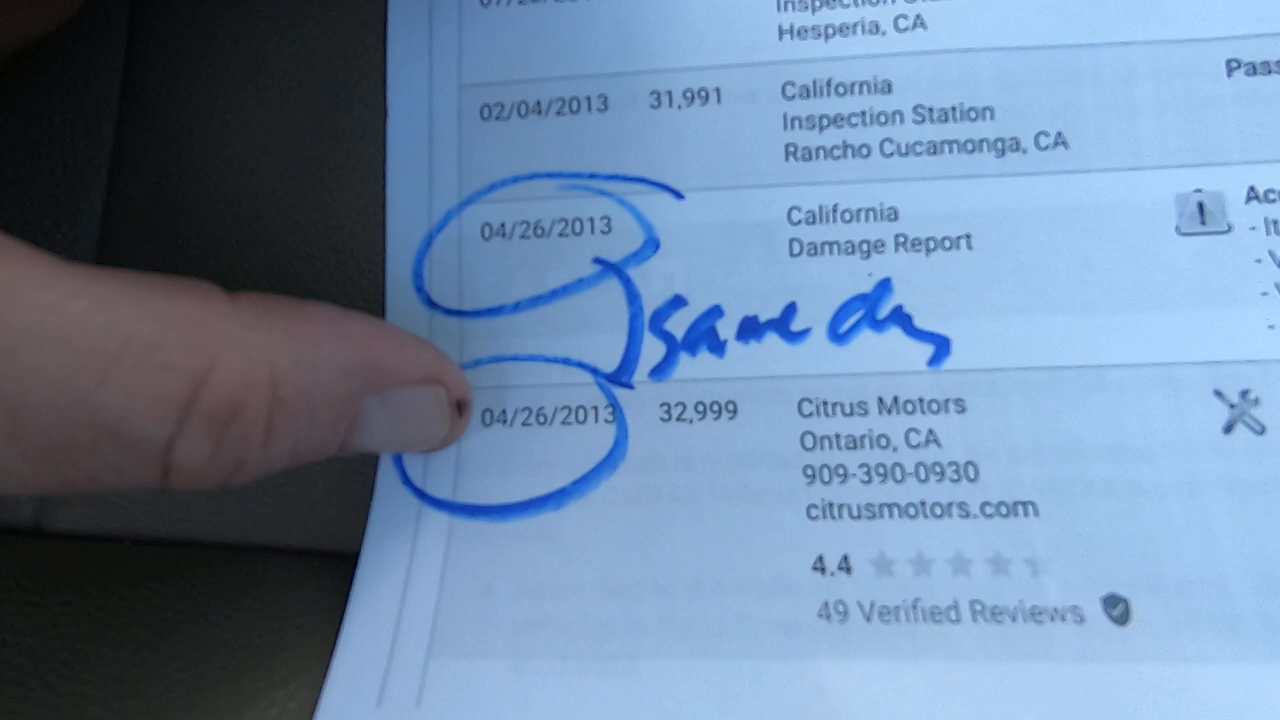 Hesperia, CA
02/04/2013 31,991 California Pass
Inspection Station
Rancho Cucamonga, CA
04/26/2013 California
Damage Report
same day
04/26/2013 32,999 Citrus Motors
Ontario, CA
909-390-0930
citrusmotors.com
4.4
49 Verified Reviews